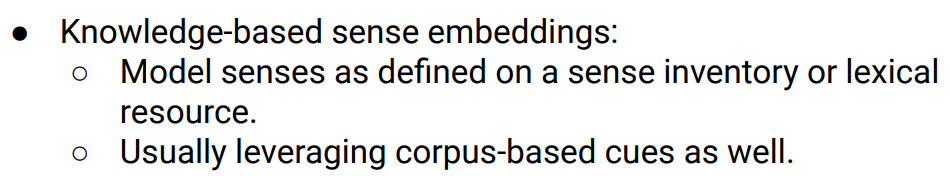 ● Knowledge-based sense embeddings:
○ Model senses as defined on a sense inventory or lexical
resource.
○ Usually leveraging corpus-based cues as well.